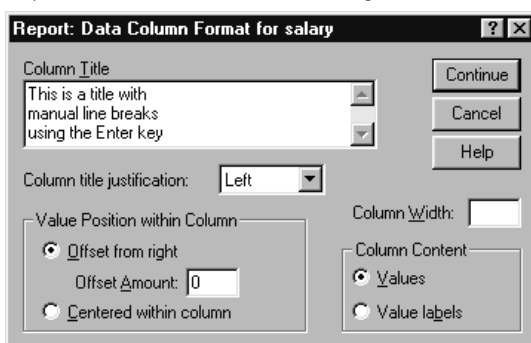 Report: Data Column Format for salary
Column Title
This is a title with
manual line breaks
using the Enter key
Continue
Cancel
Help
Column title justification: Left
Value Position within Column
Offset from right
Offset Amount: 0
Centered within column
Column Width:
Column Content
Values
Value labels